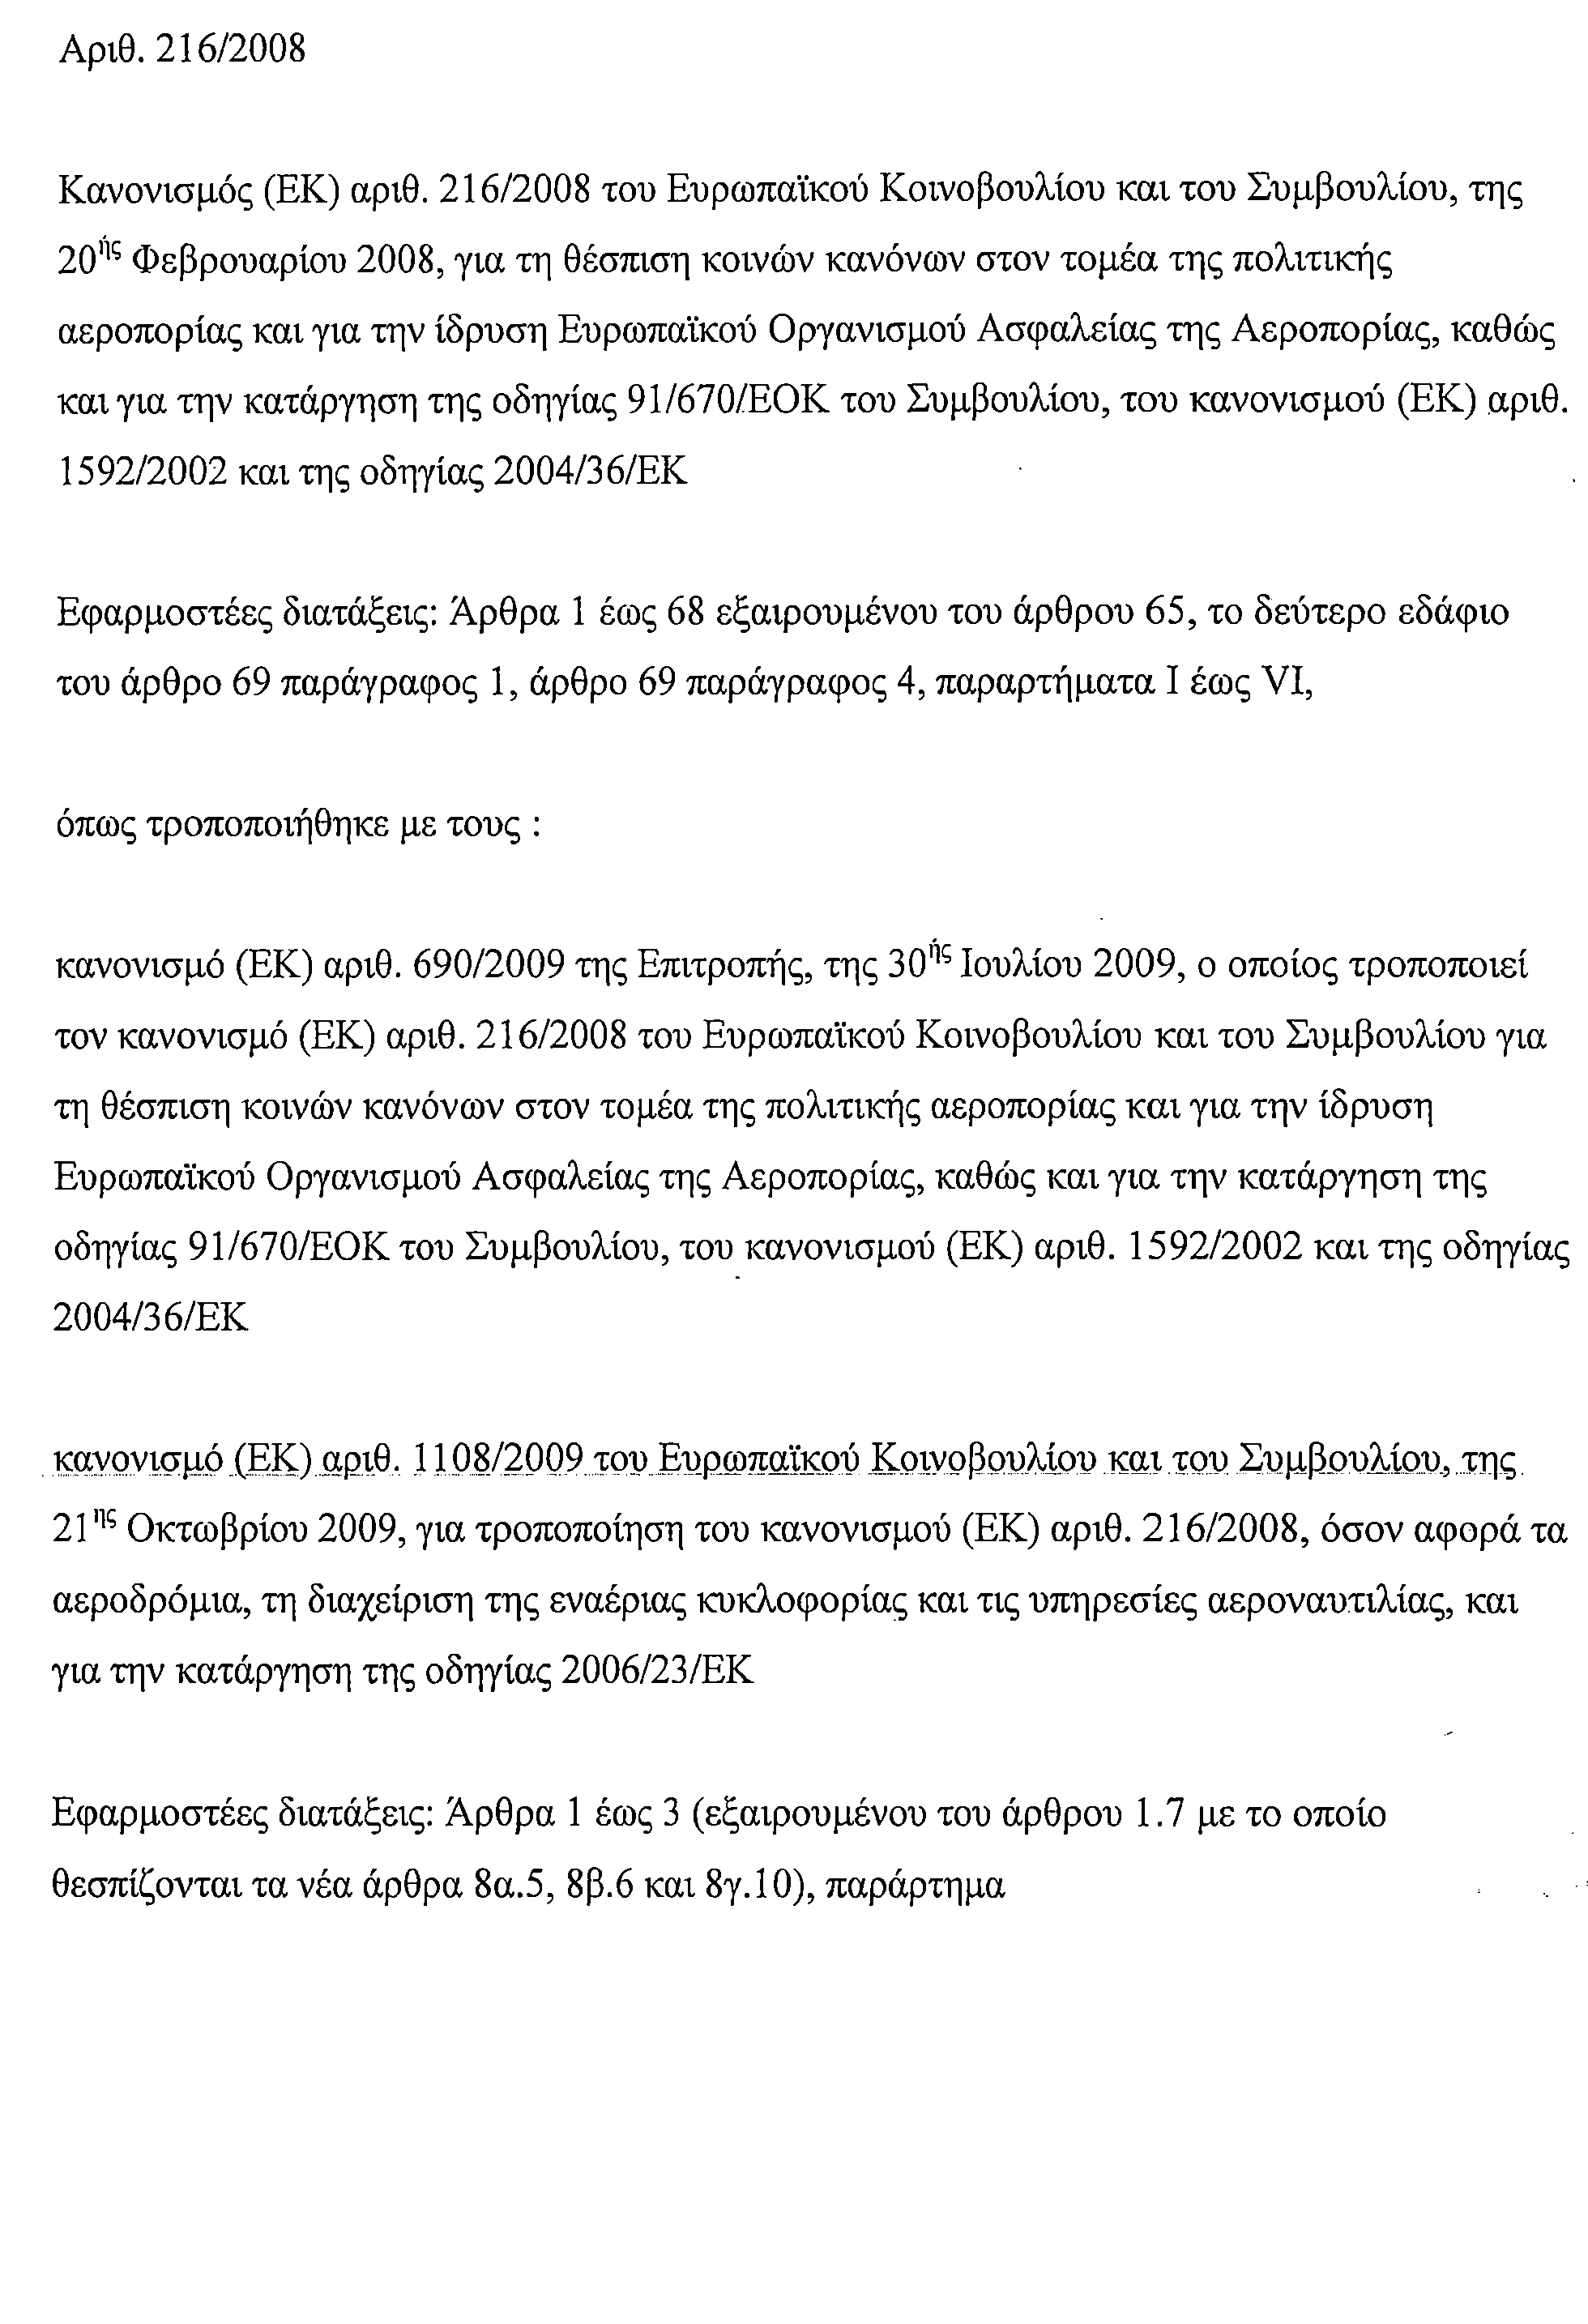 Αριθ. 216/2008
Κανονισμός (ΕΚ) αριθ. 216/2008 του Ευρωπαϊκού Κοινοβουλίου και του Συμβουλίου, της
20ής Φεβρουαρίου 2008, για τη θέσπιση κοινών κανόνων στον τομέα της πολιτικής
αεροπορίας και για την ίδρυση Ευρωπαϊκού Οργανισμού Ασφαλείας της Αεροπορίας, καθώς
και για την κατάργηση της οδηγίας 91/670/ΕΟΚ του Συμβουλίου, του κανονισμού (ΕΚ) αριθ.
1592/2002 και της οδηγίας 2004/36/ΕΚ
Εφαρμοστέες διατάξεις: Άρθρα 1 έως 68 εξαιρουμένου του άρθρου 65, το δεύτερο εδάφιο
του άρθρο 69 παράγραφος 1, άρθρο 69 παράγραφος 4, παραρτήματα Ι έως VI,
όπως τροποποιήθηκε με τους :
κανονισμό (ΕΚ) αριθ. 690/2009 της Επιτροπής, της 30ής Ιουλίου 2009, ο οποίος τροποποιεί
τον κανονισμό (ΕΚ) αριθ. 216/2008 του Ευρωπαϊκού Κοινοβουλίου και του Συμβουλίου για
τη θέσπιση κοινών κανόνων στον τομέα της πολιτικής αεροπορίας και για την ίδρυση
Ευρωπαϊκού Οργανισμού Ασφαλείας της Αεροπορίας, καθώς και για την κατάργηση της
οδηγίας 91/670/ΕΟΚ του Συμβουλίου, του κανονισμού (ΕΚ) αριθ. 1592/2002 και της οδηγίας
2004/36/ΕΚ
κανονισμό (ΕΚ) αριθ. 1108/2009 του Ευρωπαϊκού Κοινοβουλίου και του Συμβουλίου, της
21ης Οκτωβρίου 2009, για τροποποίηση του κανονισμού (ΕΚ) αριθ. 216/2008, όσον αφορά τα
αεροδρόμια, τη διαχείριση της εναέριας κυκλοφορίας και τις υπηρεσίες αεροναυτιλίας, και
για την κατάργηση της οδηγίας 2006/23/ΕΚ
Εφαρμοστέες διατάξεις: Άρθρα 1 έως 3 (εξαιρουμένου του άρθρου 1.7 με το οποίο
θεσπίζονται τα νέα άρθρα 8α.5, 8β.6 και 8γ.10), παράρτημα